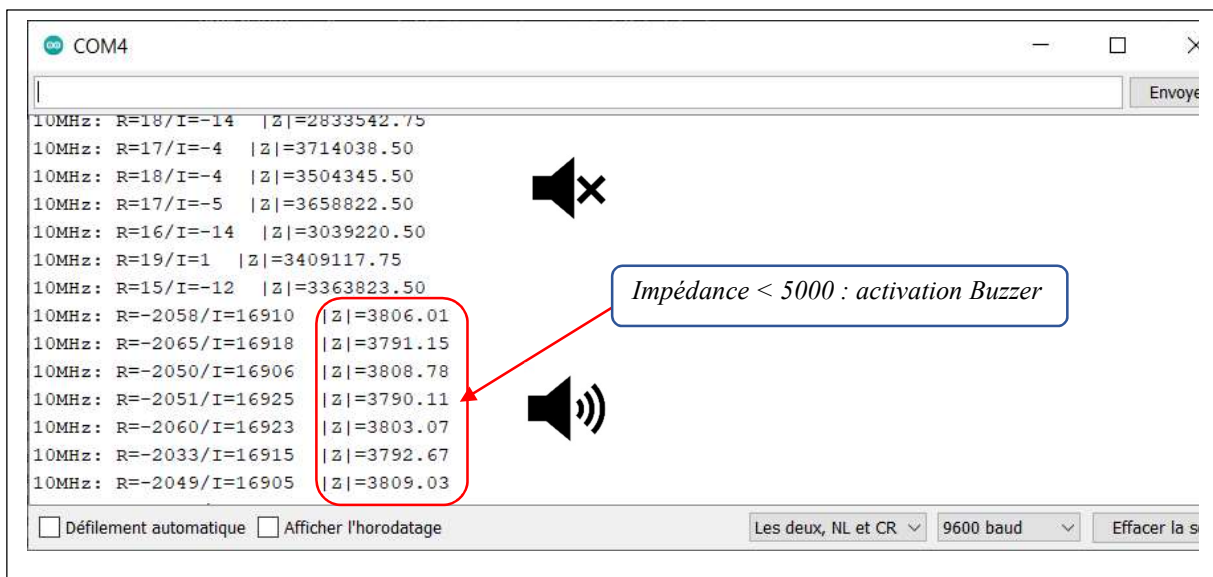 COM4
Envoye
10MHz: R=18/I=-14 |Z|=2833542.75
10MHz: R=17/I=-4 |Z|=3714038.50
10MHz: R=18/I=-4 |Z|=3504345.50
10MHz: R=17/I=-5 |Z|=3658822.50
10MHz: R=16/I=-14 |Z|=3039220.50
10MHz: R=19/I=1 |Z|=3409117.75
10MHz: R=15/I=-12 |Z|=3363823.50
Impédance < 5000 : activation Buzzer
10MHz: R=-2058/I=16910 |Z|=3806.01
10MHz: R=-2065/I=16918 |Z|=3791.15
10MHz: R=-2050/I=16906 |Z|=3808.78
10MHz: R=-2051/I=16925 |Z|=3790.11
10MHz: R=-2060/I=16923 |Z|=3803.07
10MHz: R=-2033/I=16915 |Z|=3792.67
10MHz: R=-2049/I=16905 |Z|=3809.03
Défilement automatique Afficher l'horodatage Les deux, NL et CR 9600 baud Effacer la s